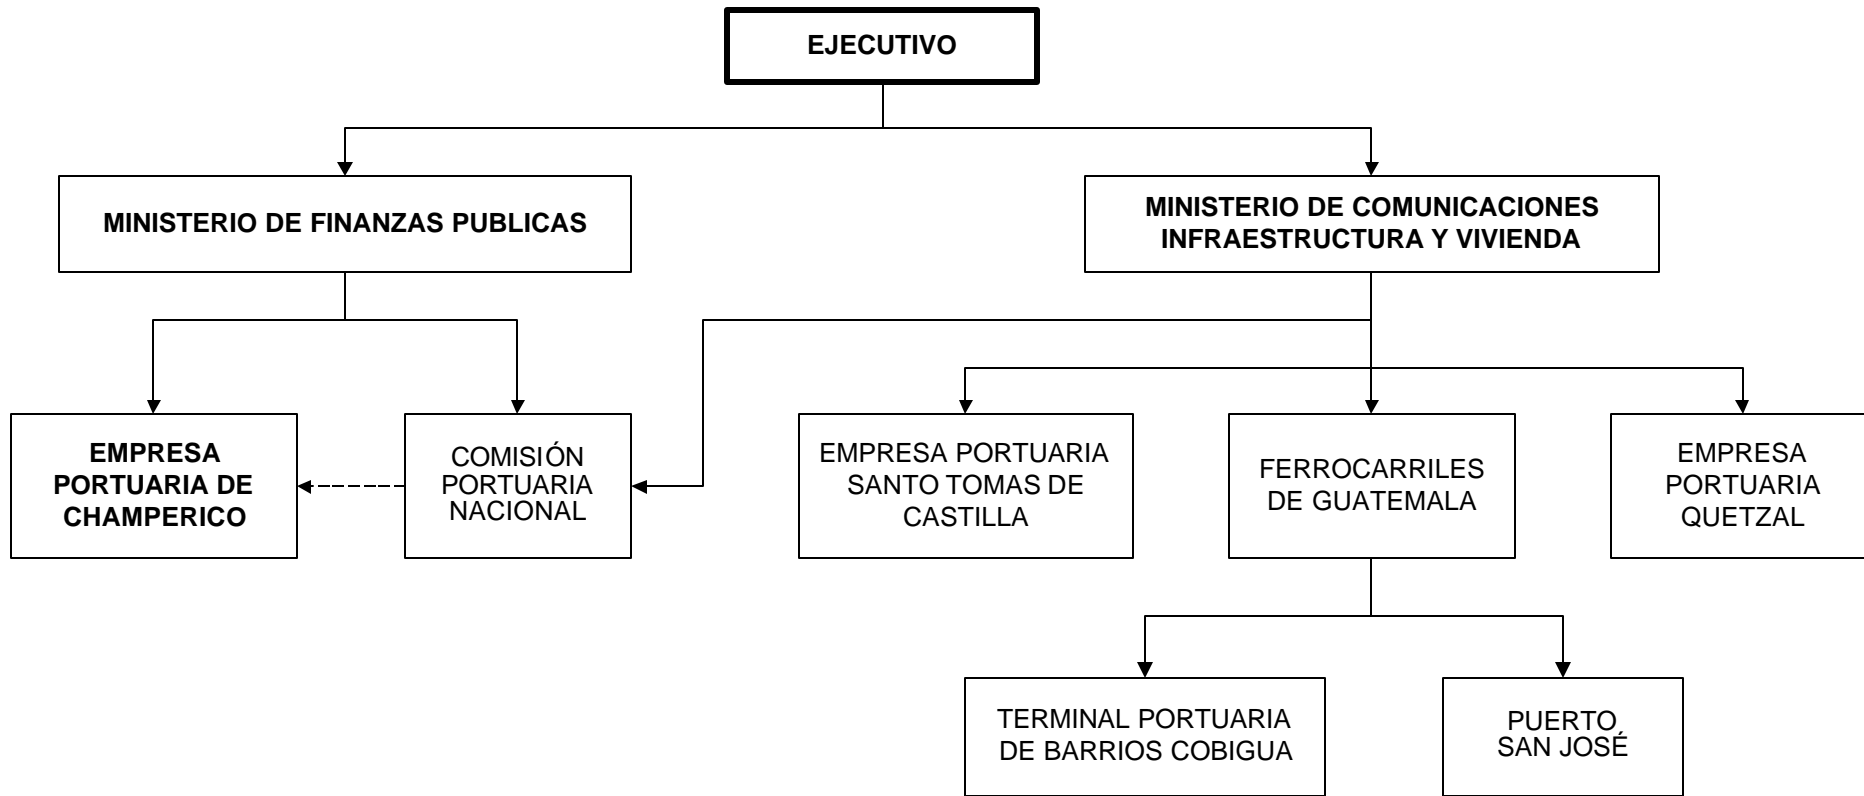 EJECUTIVO
MINISTERIO DE FINANZAS PUBLICAS
MINISTERIO DE COMUNICACIONES
INFRAESTRUCTURA Y VIVIENDA
EMPRESA
PORTUARIA DE
CHAMPERICO
COMISIÓN
PORTUARIA
NACIONAL
EMPRESA PORTUARIA
SANTO TOMAS DE
CASTILLA
FERROCARRILES
DE GUATEMALA
EMPRESA
PORTUARIA
QUETZAL
TERMINAL PORTUARIA
DE BARRIOS COBIGUA
PUERTO
SAN JOSÉ